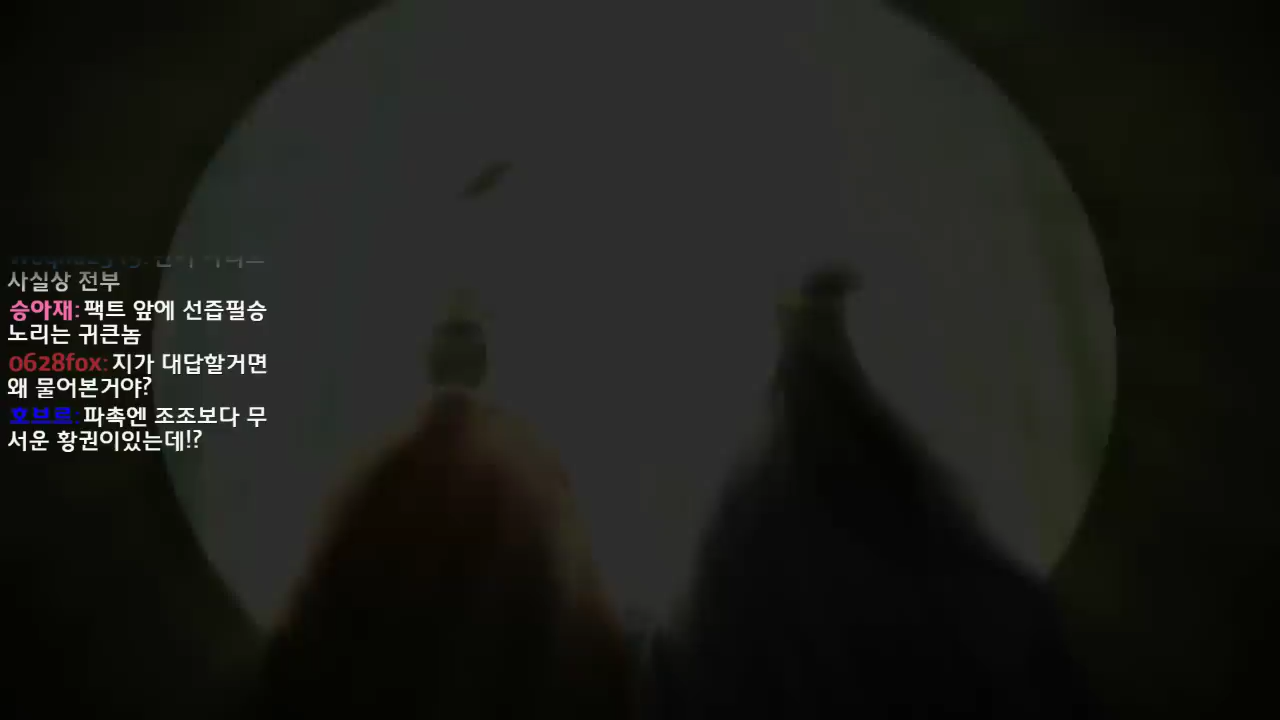 사실상 전부
승아재: 팩트 앞에 선즙필승
노리는 귀큰놈
0628fox: 지가 대답할거면
왜 물어본거야?
호브르: 파촉엔 조조보다 무
서운 황권이있는데!?